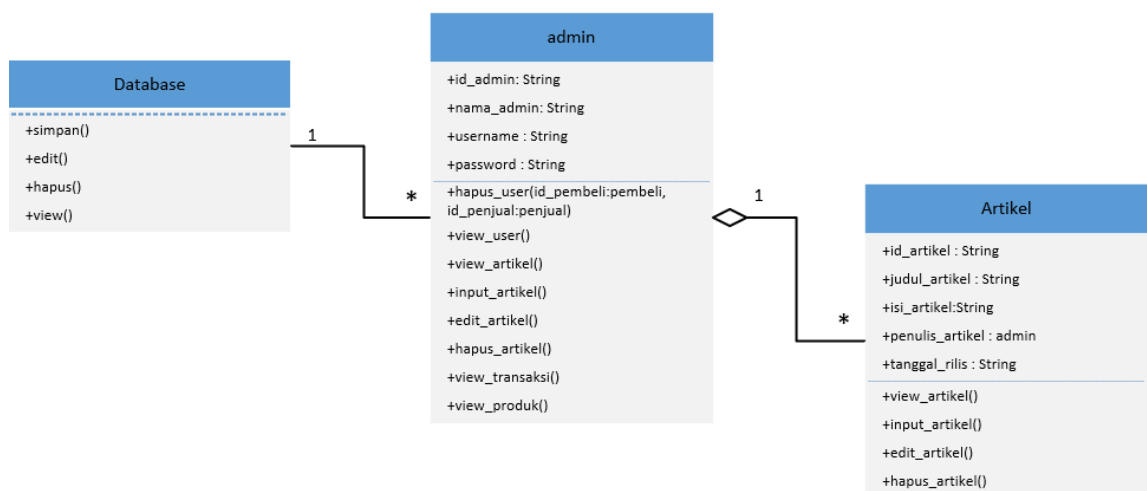 Database
+simpan()
+edit()
+hapus()
+view()
1
*
admin
+id_admin: String
+nama_admin: String
+username : String
+password : String
+hapus_user(id_pembeli:pembeli,
id_penjual:penjual)
+view_user()
+view_artikel()
+input_artikel()
+edit_artikel()
+hapus_artikel()
+view_transaksi()
+view_produk()
1
*
Artikel
+id_artikel : String
+judul_artikel : String
+isi_artikel:String
+penulis_artikel : admin
+tanggal_rilis : String
+view_artikel()
+input_artikel()
+edit_artikel()
+hapus_artikel()